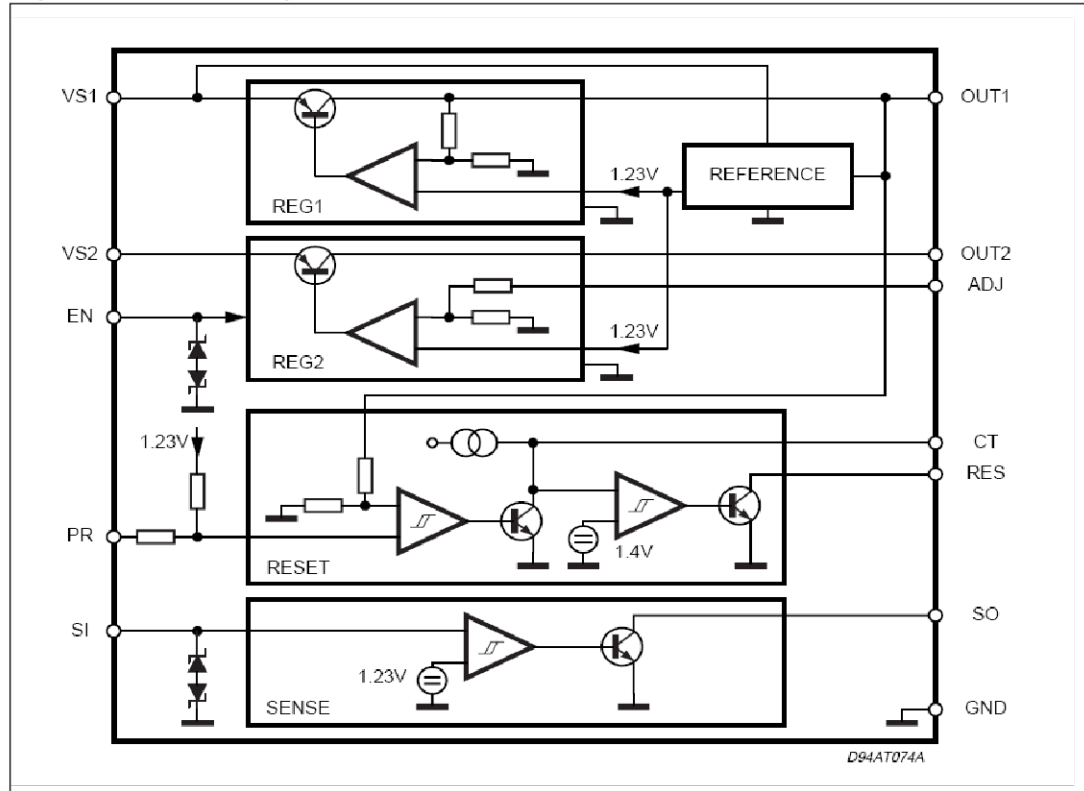 VS1
OUT1
1.23V
REFERENCE
REG1
VS2
OUT2
ADJ
EN
1.23V
REG2
1.23V
CT
RES
PR
1.4V
RESET
SI
SO
1.23V
SENSE
GND
D94AT074A